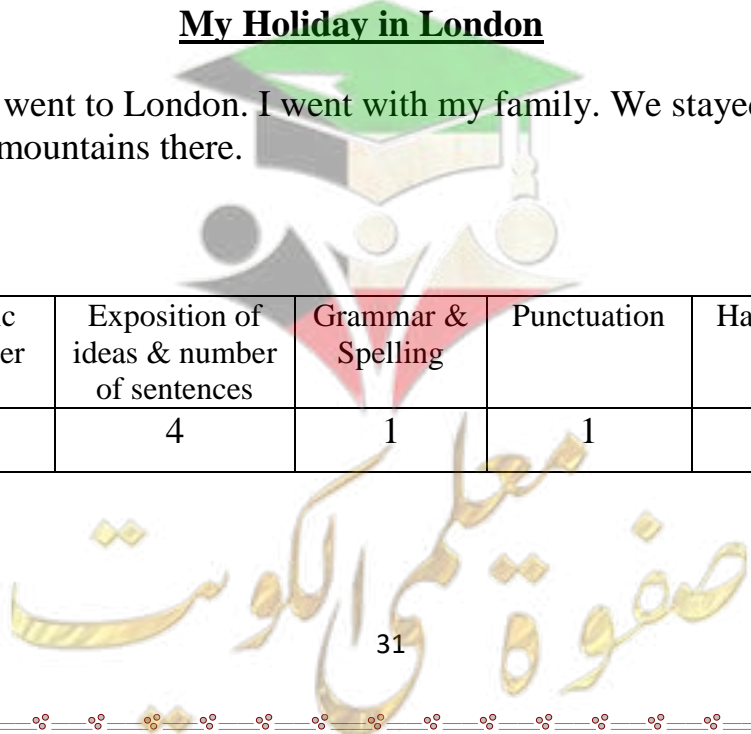 My Holiday in London
went to London. I went with my family. We stayed
mountains there.
Exposition of Grammar & Punctuation
ideas & number Spelling
of sentences
4 1 1
صفوة معلمي الكويت
31